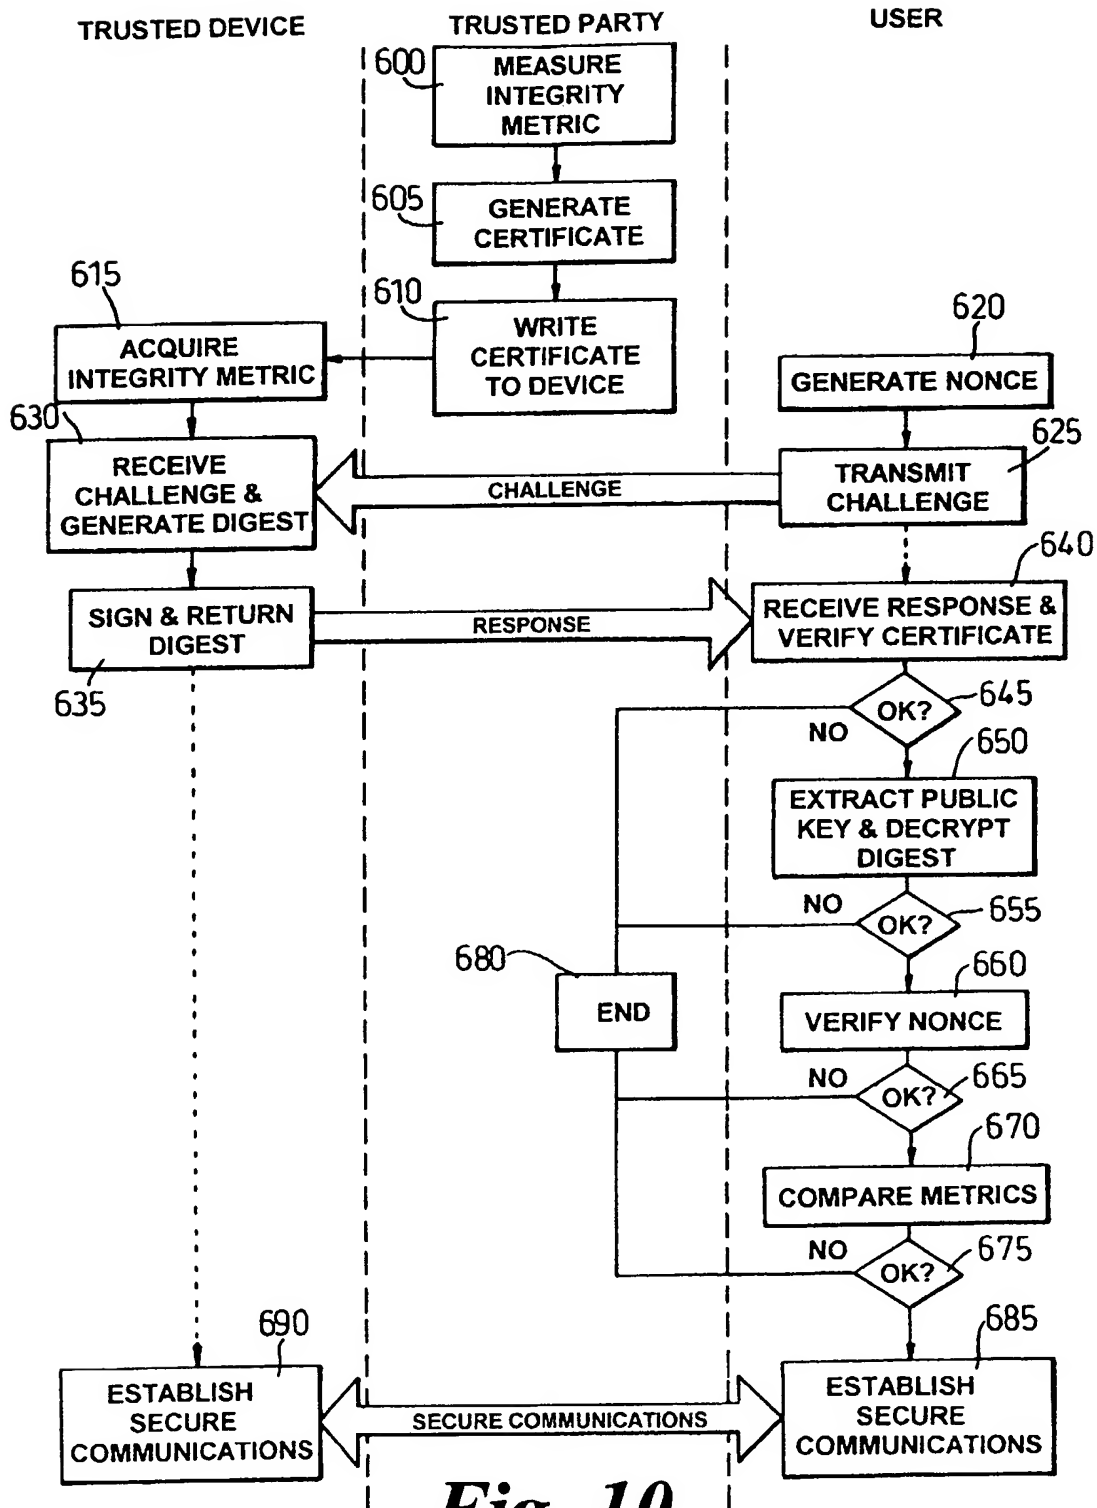 TRUSTED DEVICE
TRUSTED PARTY
USER
600
MEASURE
INTEGRITY
METRIC
605
GENERATE
CERTIFICATE
610
WRITE
CERTIFICATE
TO DEVICE
615
ACQUIRE
INTEGRITY METRIC
620
GENERATE NONCE
625
TRANSMIT
CHALLENGE
CHALLENGE
630
RECEIVE
CHALLENGE &
GENERATE DIGEST
SIGN & RETURN
DIGEST
635
RESPONSE
640
RECEIVE RESPONSE &
VERIFY CERTIFICATE
OK?
645
NO
650
EXTRACT PUBLIC
KEY & DECRYPT
DIGEST
NO
OK?
655
680
END
660
VERIFY NONCE
NO
OK?
665
670
COMPARE METRICS
NO
OK?
675
690
ESTABLISH
SECURE
COMMUNICATIONS
SECURE COMMUNICATIONS
685
ESTABLISH
SECURE
COMMUNICATIONS
Fig. 10